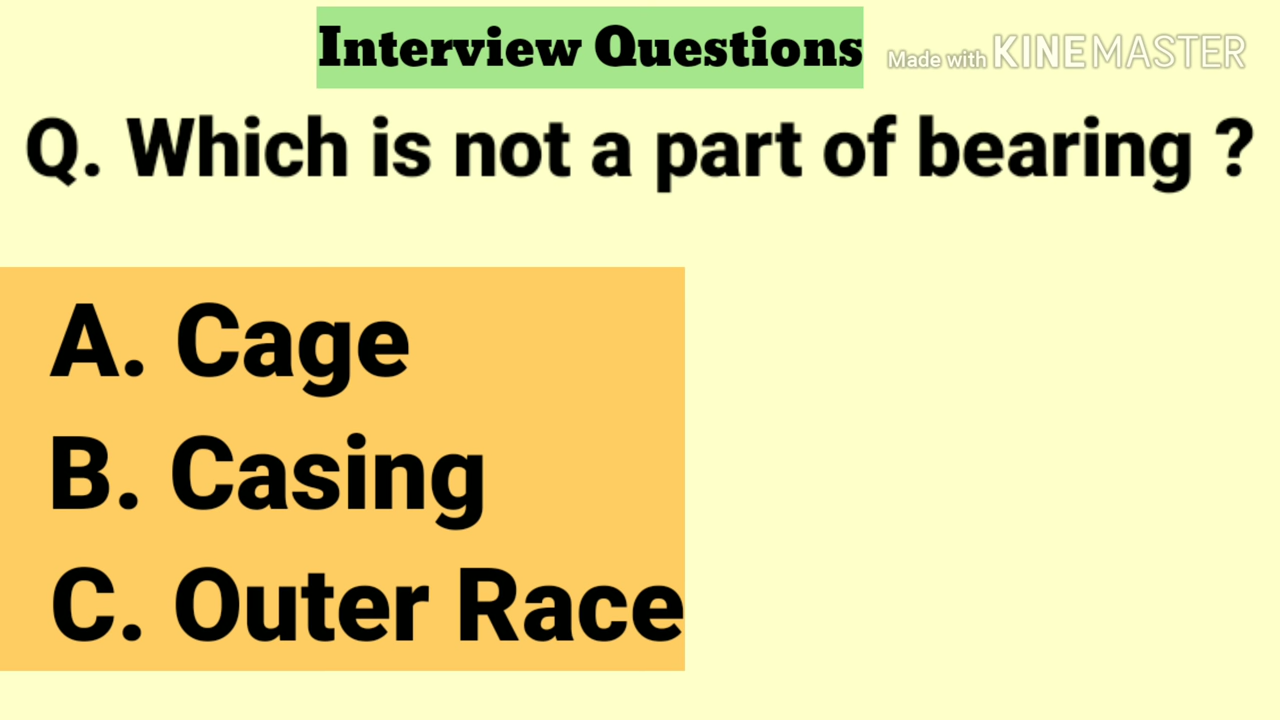 Interview Questions
Made with KINEMASTER
Q. Which is not a part of bearing ?
A. Cage
B. Casing
C. Outer Race